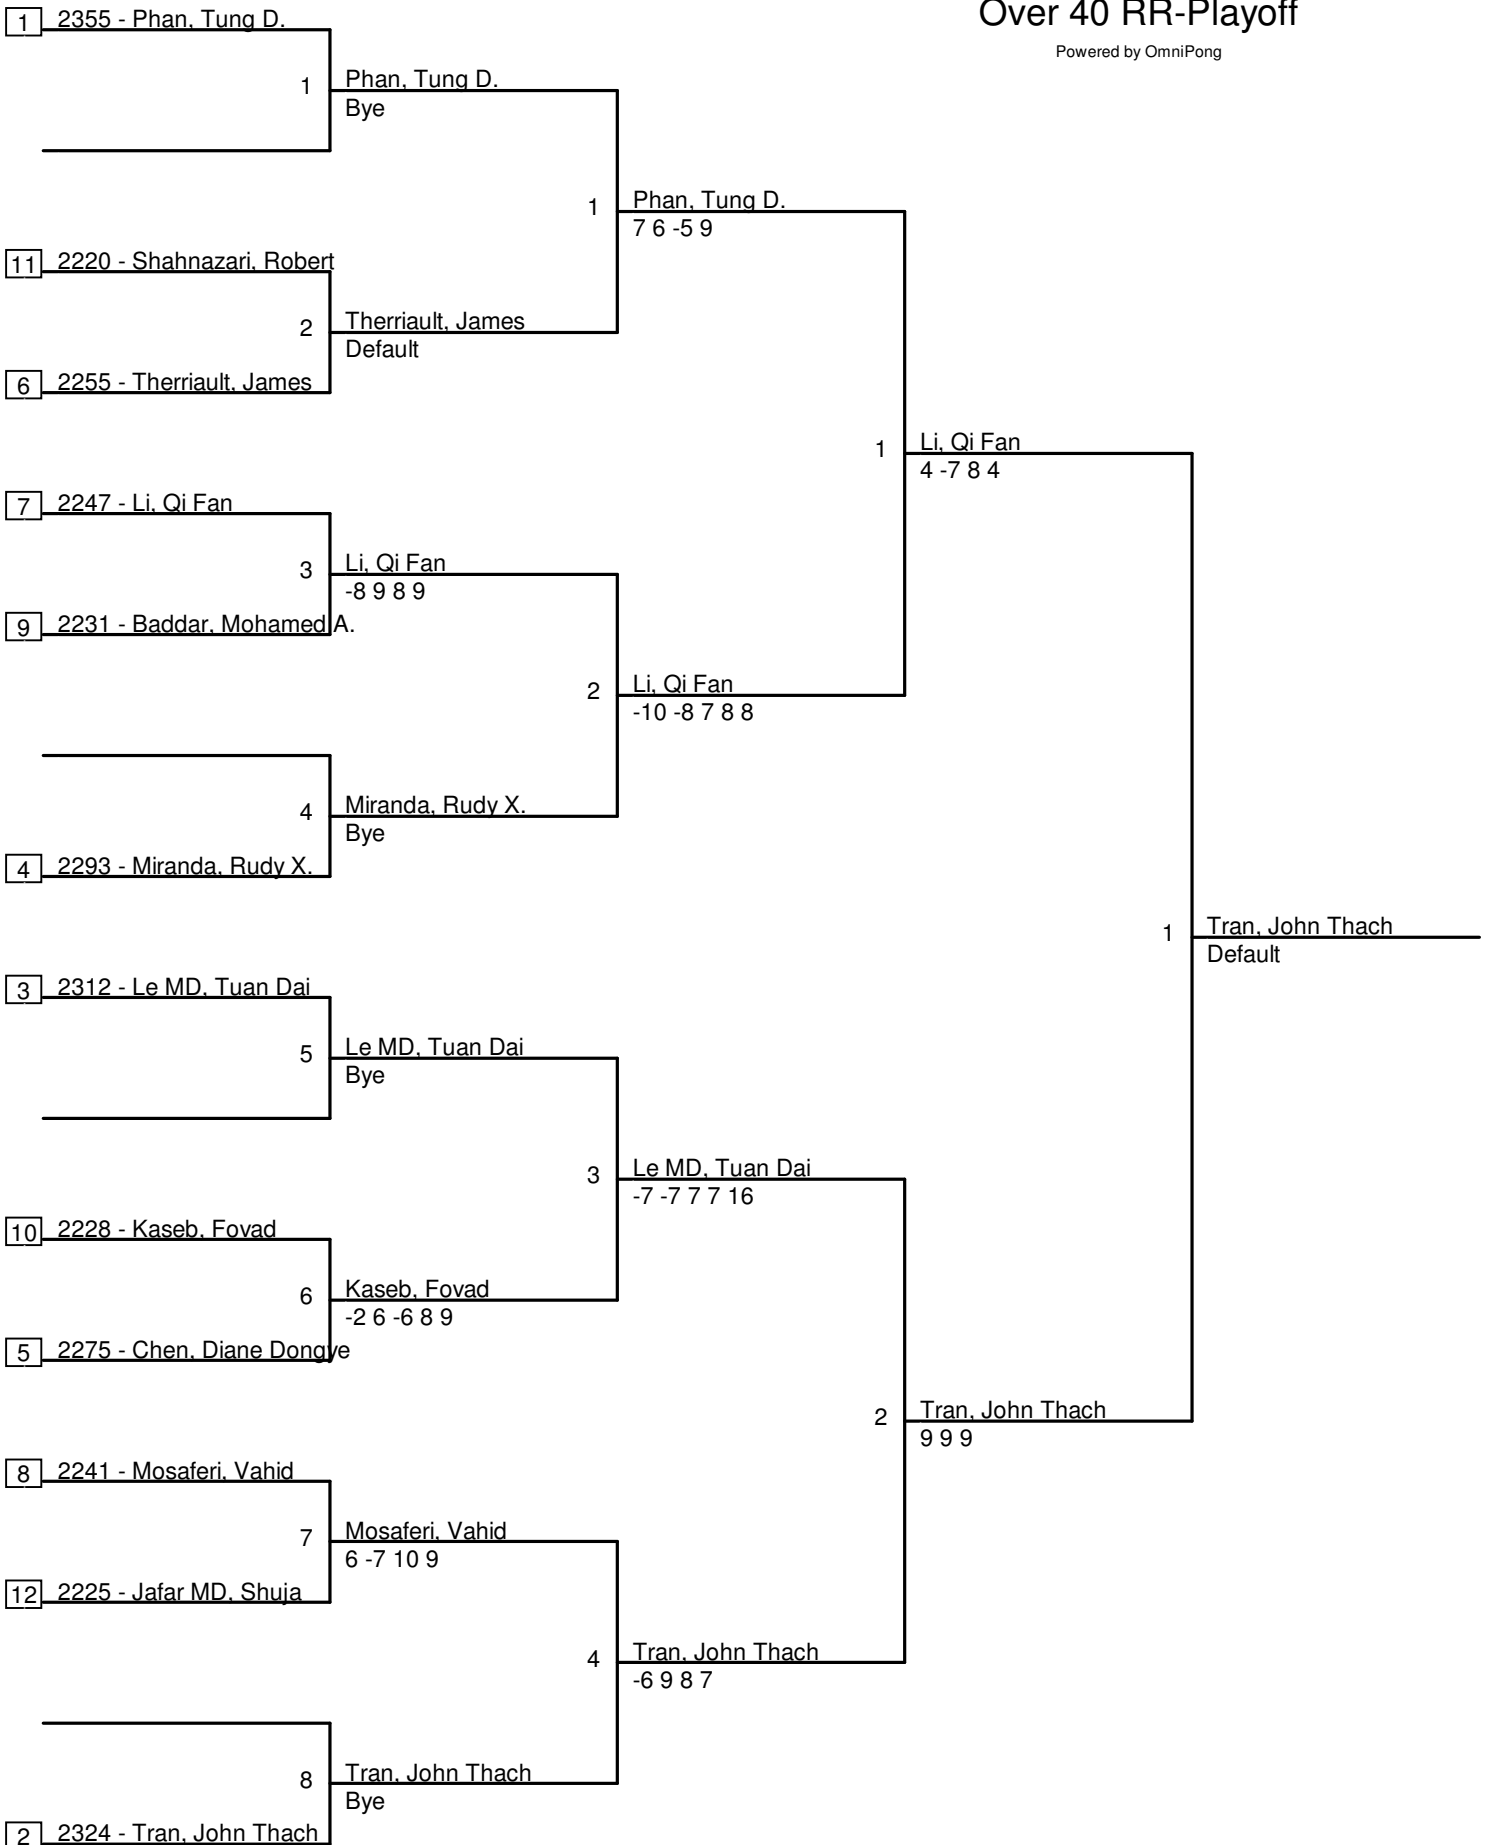 Over 40 RR-Playoff
Powered by OmniPong
1 2355 - Phan, Tung D.
1 Phan, Tung D.
Bye
1 Phan, Tung D.
7 6 -5 9
11 2220 - Shahnazari, Robert
2 Therriault, James
Default
6 2255 - Therriault, James
1 Li, Qi Fan
4 -7 8 4
7 2247 - Li, Qi Fan
3 Li, Qi Fan
-8 9 8 9
9 2231 - Baddar, Mohamed A.
2 Li, Qi Fan
-10 -8 7 8 8
4 Miranda, Rudy X.
Bye
4 2293 - Miranda, Rudy X.
1 Tran, John Thach
Default
3 2312 - Le MD, Tuan Dai
5 Le MD, Tuan Dai
Bye
3 Le MD, Tuan Dai
-7 -7 7 7 16
10 2228 - Kaseb, Fovad
6 Kaseb, Fovad
-2 6 -6 8 9
5 2275 - Chen, Diane Dongye
2 Tran, John Thach
9 9 9
8 2241 - Mosaferi, Vahid
7 Mosaferi, Vahid
6 -7 10 9
12 2225 - Jafar MD, Shuja
4 Tran, John Thach
-6 9 8 7
8 Tran, John Thach
Bye
2 2324 - Tran, John Thach